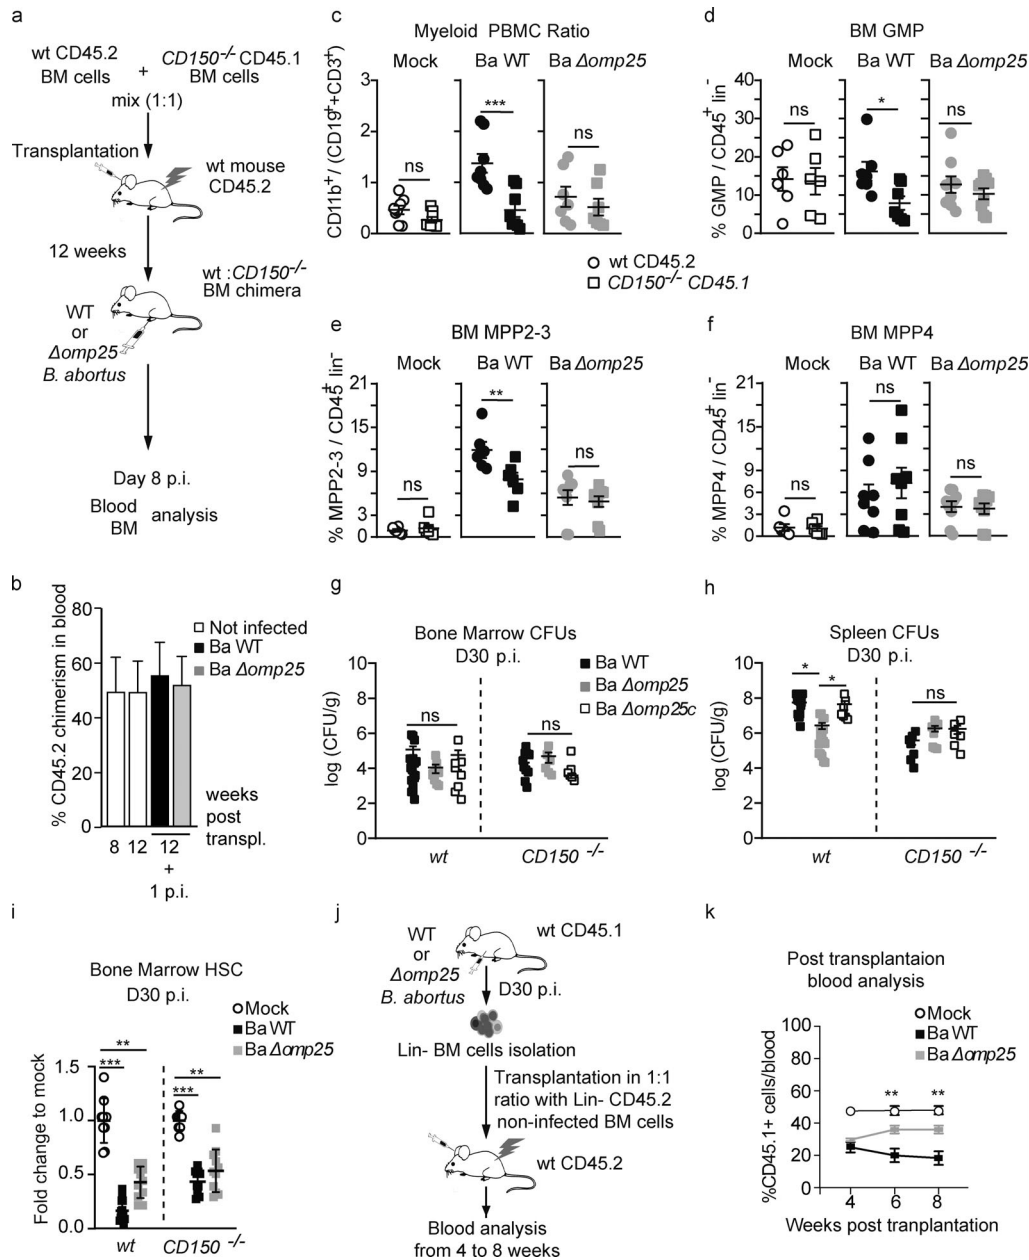 a
wt CD45.2
BM cells
+
CD150-/- CD45.1
BM cells
mix (1:1)
Transplantation
wt mouse
CD45.2
12 weeks
wt :CD150-/-
BM chimera
WT
or
Δomp25
B. abortus
Day 8 p.i.
Blood
BM
analysis
b
% CD45.2 chimerism in blood
80
60
40
20
0
Not infected
Ba WT
Ba Δomp25
8 12 12
+
1 p.i.
weeks
post
transpl.
c
Myeloid PBMC Ratio
Mock
Ba WT
Ba Δomp25
CD11b+ / (CD19+ +CD3+)
3
2
1
0
ns
***
ns
d
BM GMP
Mock
Ba WT
Ba Δomp25
% GMP / CD45+ lin-
40
30
20
10
0
ns
*
ns
wt CD45.2
CD150-/- CD45.1
e
BM MPP2-3
Mock
Ba WT
Ba Δomp25
% MPP2-3 / CD45+ lin-
21
15
9
6
3
0
ns
**
ns
f
BM MPP4
Mock
Ba WT
Ba Δomp25
% MPP4 / CD45+ lin-
21
15
9
6
3
0
ns
ns
ns
g
Bone Marrow CFUs
D30 p.i.
Ba WT
Ba Δomp25
Ba Δomp25c
log (CFU/g)
10
8
6
4
2
0
ns
ns
wt
CD150 -/-
h
Spleen CFUs
D30 p.i.
log (CFU/g)
10
8
6
4
2
0
*
*
ns
wt
CD150 -/-
i
Bone Marrow HSC
D30 p.i.
Mock
Ba WT
Ba Δomp25
Fold change to mock
1.5
1.0
0.5
0.0
**
***
**
***
wt
CD150 -/-
j
WT
or
Δomp25
B. abortus
wt CD45.1
D30 p.i.
Lin- BM cells isolation
Transplantation in 1:1
ratio with Lin- CD45.2
non-infected BM cells
wt CD45.2
Blood analysis
from 4 to 8 weeks
k
Post transplantaion
blood analysis
Mock
Ba WT
Ba Δomp25
%CD45.1+ cells/blood
100
80
60
40
20
0
**
**
4
6
8
Weeks post tranplantation